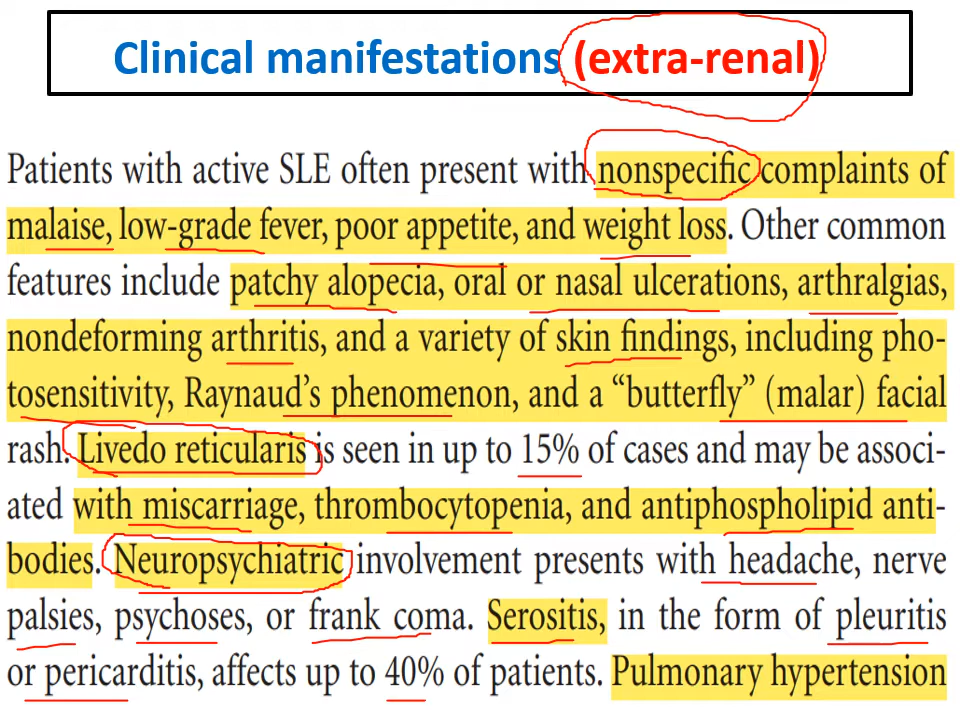 Clinical manifestations (extra-renal)
Patients with active SLE often present with nonspecific complaints of
malaise, low-grade fever, poor appetite, and weight loss. Other common
features include patchy alopecia, oral or nasal ulcerations, arthralgias,
nondeforming arthritis, and a variety of skin findings, including pho-
tosensitivity, Raynaud’s phenomenon, and a “butterfly” (malar) facial
rash. Livedo reticularis is seen in up to 15% of cases and may be associ-
ated with miscarriage, thrombocytopenia, and antiphospholipid anti-
bodies. Neuropsychiatric involvement presents with headache, nerve
palsies, psychoses, or frank coma. Serositis, in the form of pleuritis
or pericarditis, affects up to 40% of patients. Pulmonary hypertension